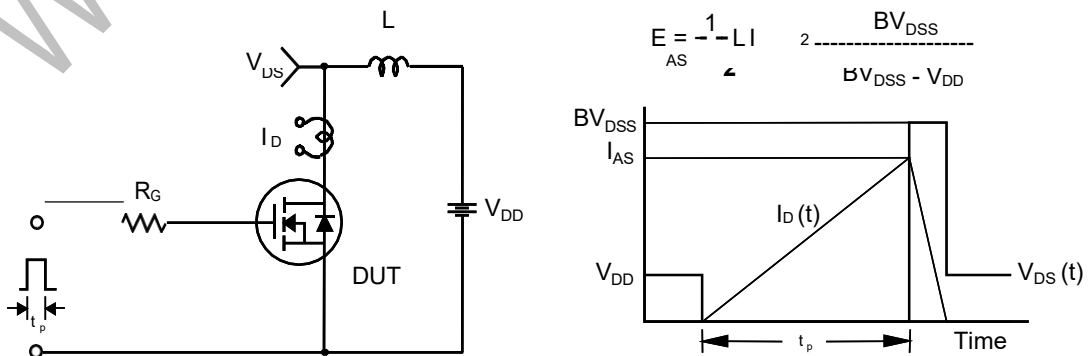 L
V_DS
I_D
R_G
V_DD
DUT
t_p
E_AS = 1/2 LI² BV_DSS / BV_DSS - V_DD
BV_DSS
I_AS
I_D (t)
V_DD
V_DS (t)
t_p
Time